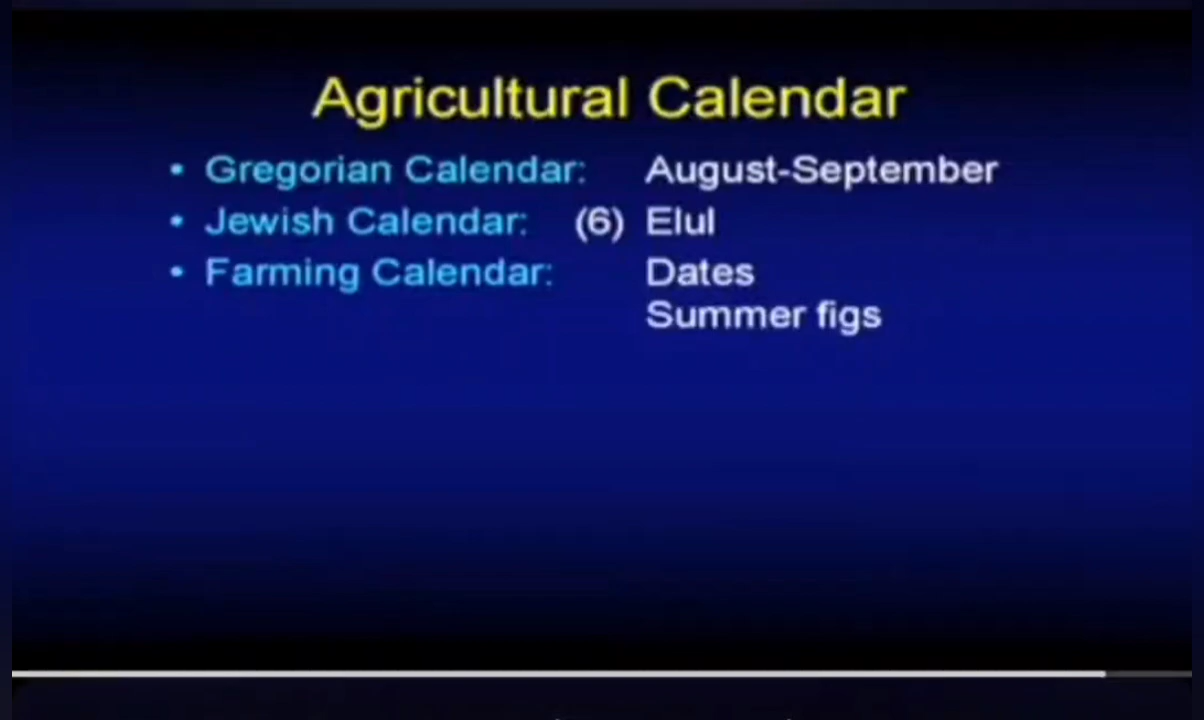 Agricultural Calendar
• Gregorian Calendar: August-September
• Jewish Calendar: (6) Elul
• Farming Calendar: Dates
Summer figs